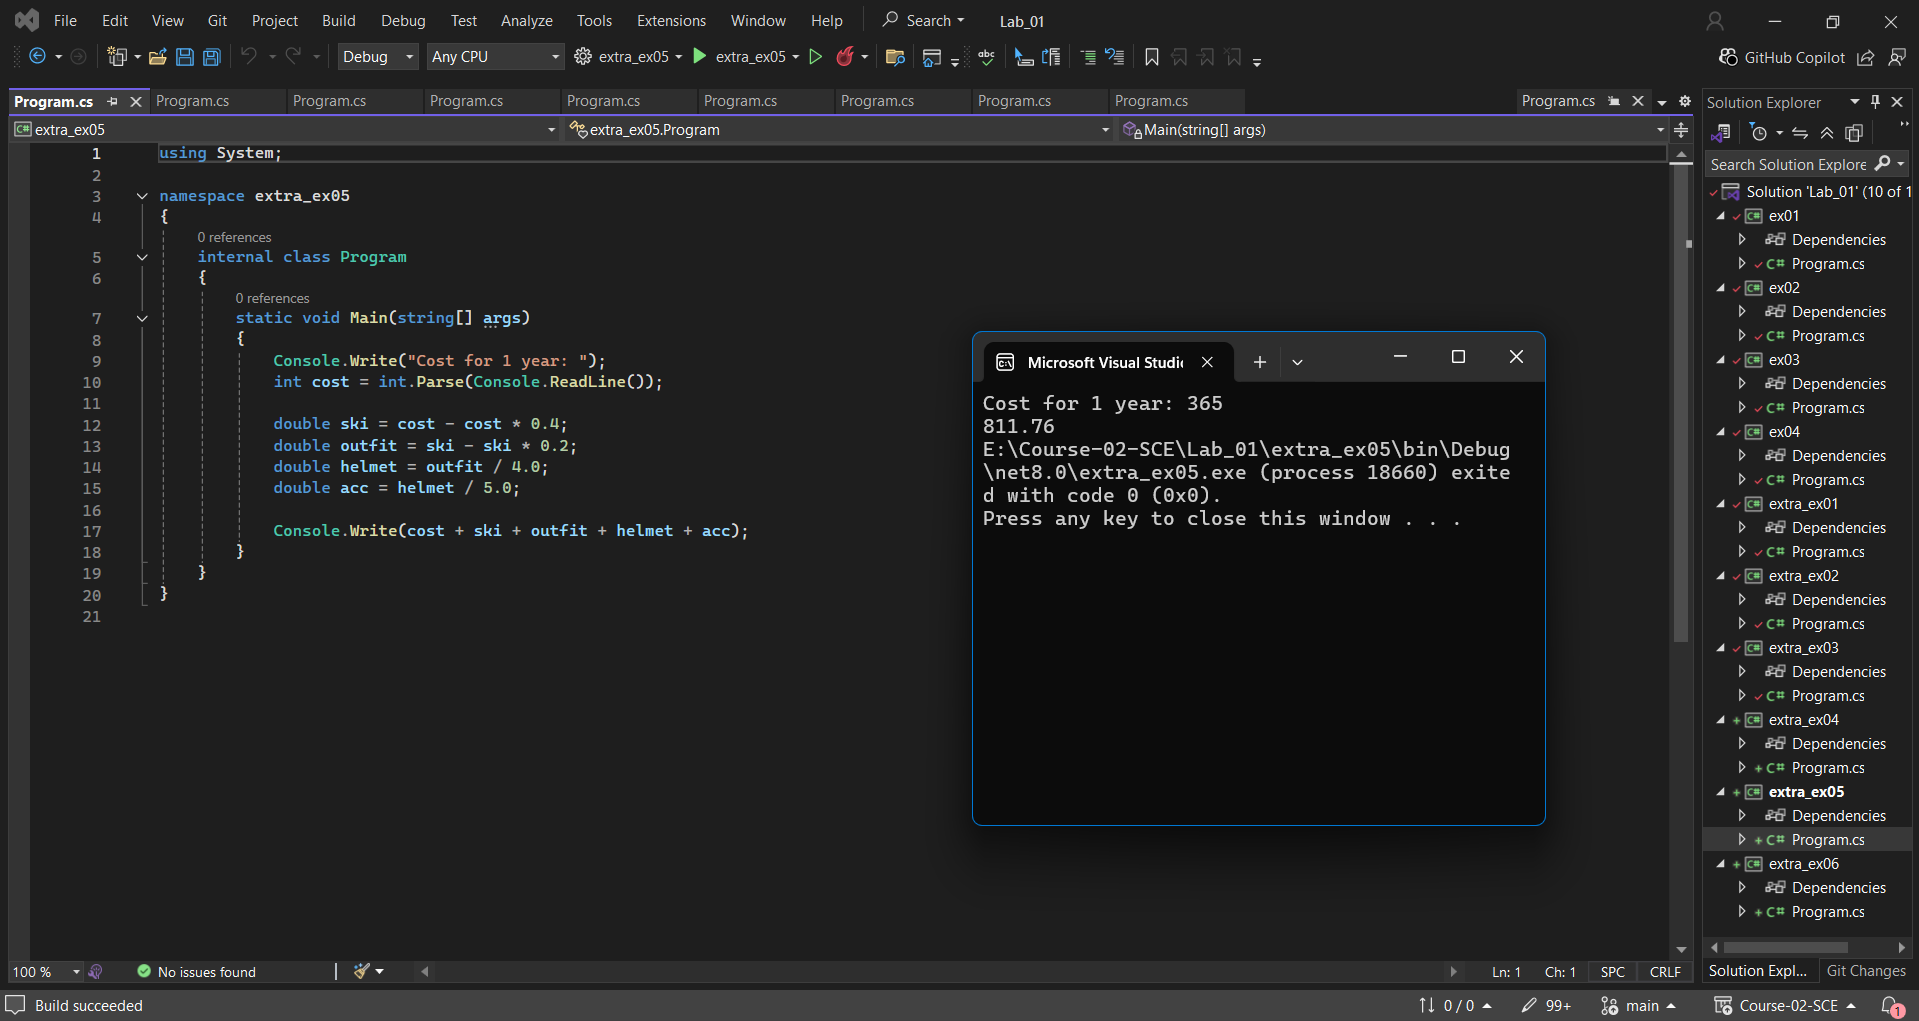 File Edit View Git Project Build Debug Test Analyze Tools Extensions Window Help Search Lab_01
Debug Any CPU extra_ex05 extra_ex05 GitHub Copilot
Program.cs Program.cs Program.cs Program.cs Program.cs Program.cs Program.cs Program.cs Program.cs Program.cs
extra_ex05 extra_ex05.Program Main(string[] args)
1 using System;
2
3 namespace extra_ex05
4 {
0 references
5 internal class Program
6 {
0 references
7 static void Main(string[] args)
8 {
9 Console.Write("Cost for 1 year: ");
10 int cost = int.Parse(Console.ReadLine());
11
12 double ski = cost - cost * 0.4;
13 double outfit = ski - ski * 0.2;
14 double helmet = outfit / 4.0;
15 double acc = helmet / 5.0;
16
17 Console.Write(cost + ski + outfit + helmet + acc);
18 }
19 }
20 }
21
Microsoft Visual Studi
Cost for 1 year: 365
811.76
E:\Course-02-SCE\Lab_01\extra_ex05\bin\Debug
\net8.0\extra_ex05.exe (process 18660) exite
d with code 0 (0x0).
Press any key to close this window . . .
Solution Explorer
Search Solution Explore
Solution 'Lab_01' (10 of 1
ex01
Dependencies
C# Program.cs
ex02
Dependencies
C# Program.cs
ex03
Dependencies
C# Program.cs
ex04
Dependencies
C# Program.cs
extra_ex01
Dependencies
C# Program.cs
extra_ex02
Dependencies
C# Program.cs
extra_ex03
Dependencies
C# Program.cs
extra_ex04
Dependencies
C# Program.cs
extra_ex05
Dependencies
C# Program.cs
extra_ex06
Dependencies
C# Program.cs
Solution Expl... Git Changes
100 % No issues found Ln: 1 Ch: 1 SPC CRLF
Build succeeded 0 / 0 99+ main Course-02-SCE 1